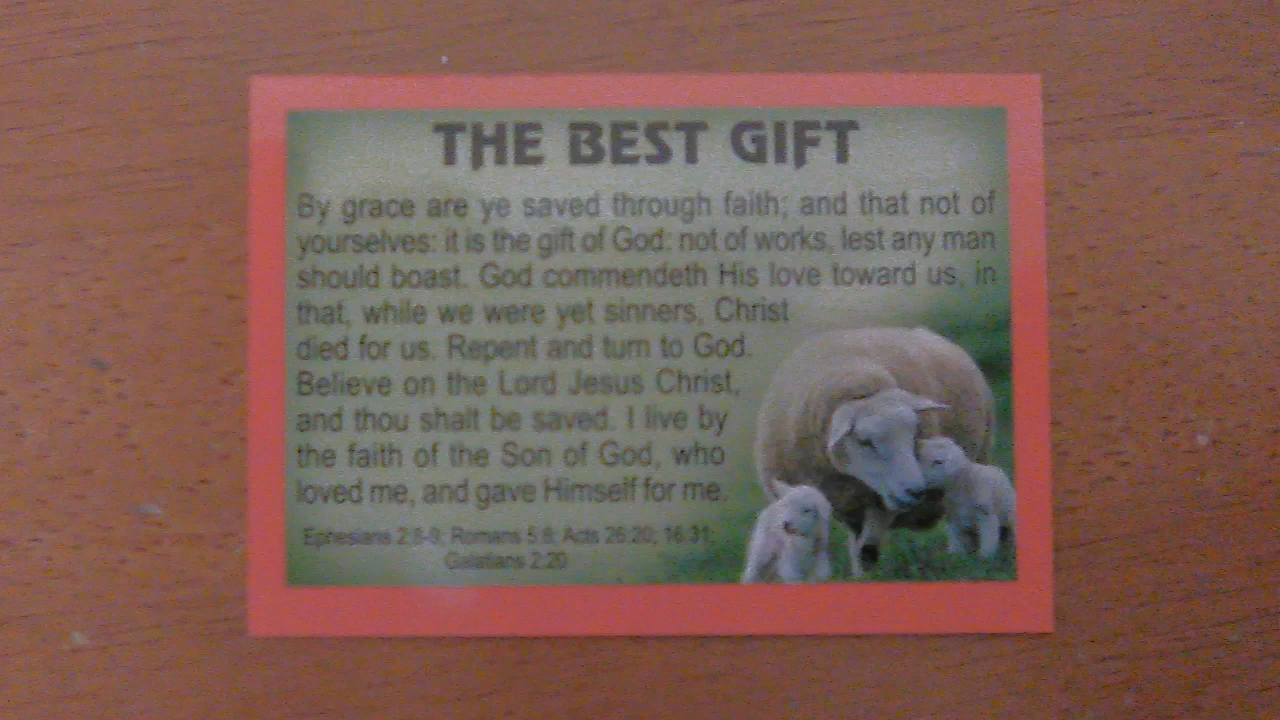 THE BEST GIFT
By grace are ye saved through faith; and that not of
yourselves: it is the gift of God: not of works, lest any man
should boast. God commendeth His love toward us, in
that, while we were yet sinners, Christ
died for us. Repent and turn to God.
Believe on the Lord Jesus Christ,
and thou shalt be saved. I live by
the faith of the Son of God, who
loved me, and gave Himself for me.
Ephesians 2:8-9; Romans 5:8; Acts 26:20; 16:31;
Galatians 2:20